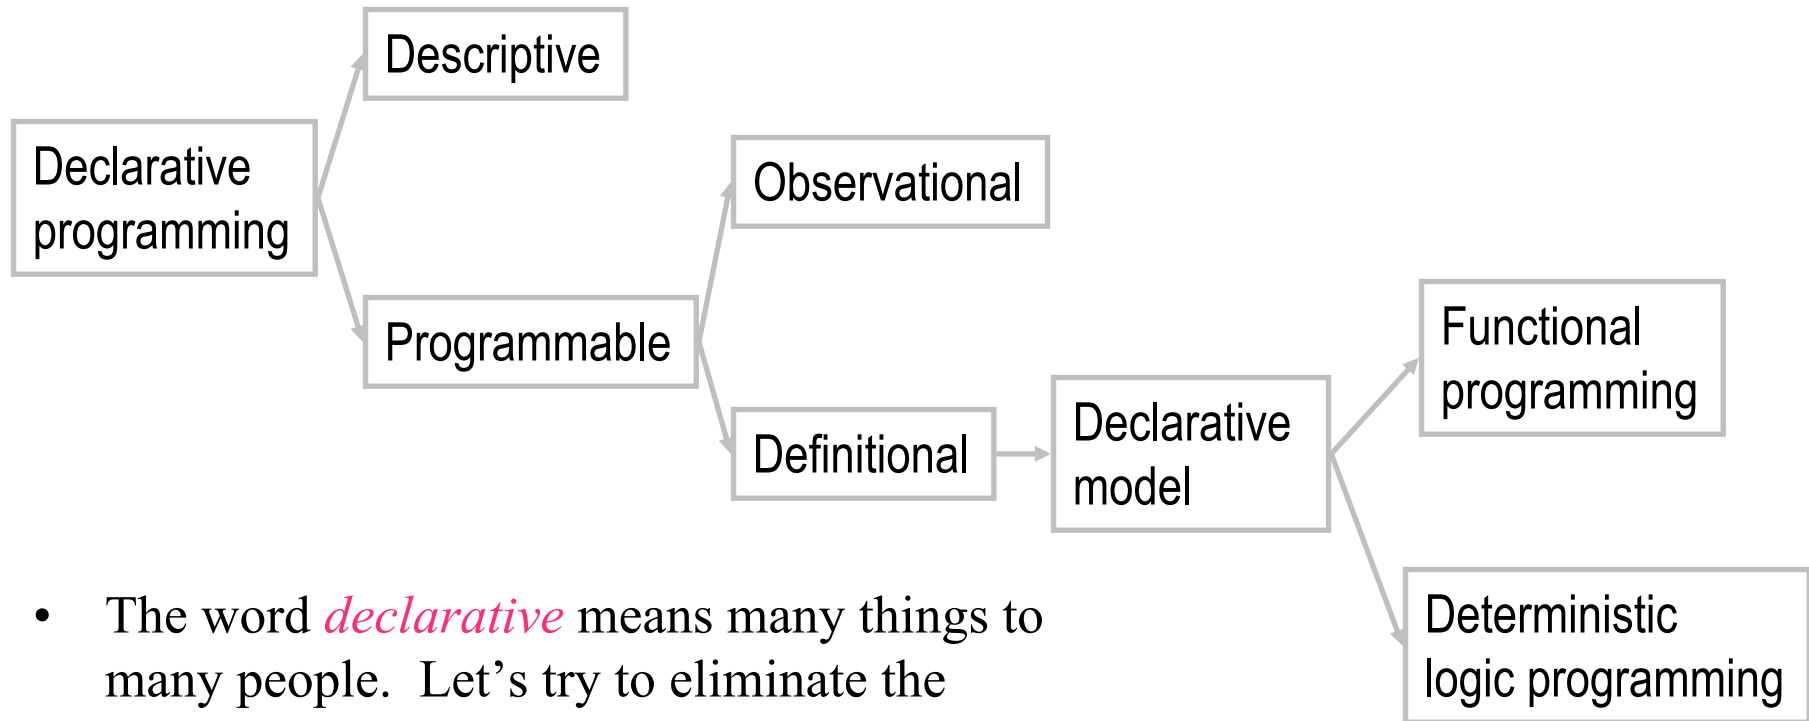 Descriptive
Declarative
programming
Observational
Programmable
Functional
programming
Definitional
Declarative
model
Deterministic
logic programming
• The word declarative means many things to
many people. Let’s try to eliminate the